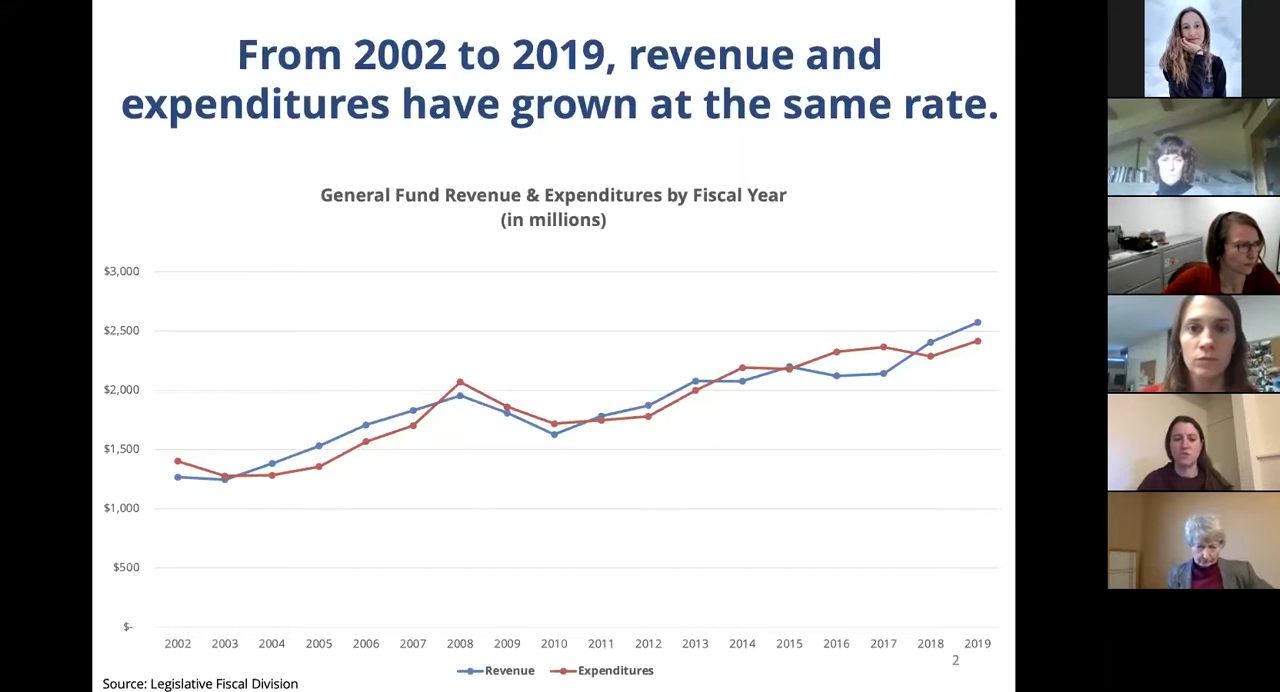 From 2002 to 2019, revenue and
expenditures have grown at the same rate.
General Fund Revenue & Expenditures by Fiscal Year
(in millions)
$3,000
$2,500
$2,000
$1,500
$1,000
$500
$-
2002 2003 2004 2005 2006 2007 2008 2009 2010 2011 2012 2013 2014 2015 2016 2017 2018 2019
2
Revenue Expenditures
Source: Legislative Fiscal Division